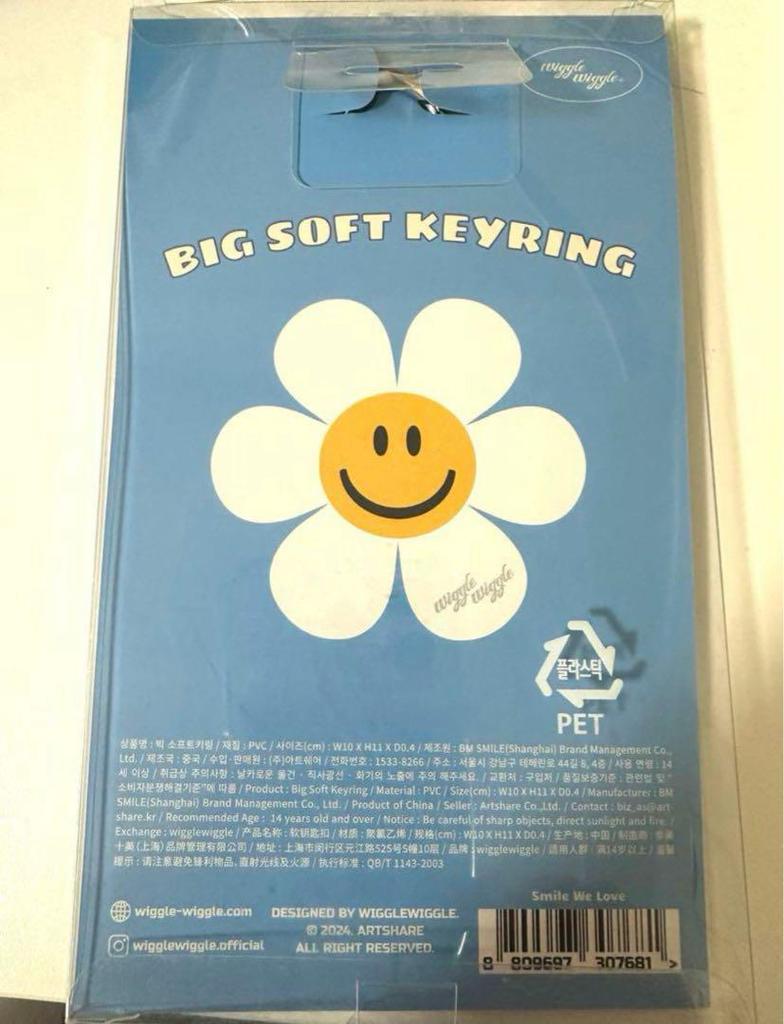 wiggle
wiggle
BIG SOFT KEYRING
wiggle wiggle
플라스틱
PET
상품명 : 빅 소프트키링 / 재질 : PVC / 사이즈(cm) : W10 X H11 X D0.4 / 제조원 : BM SMILE(Shanghai) Brand Management Co.,
Ltd. / 제조국 : 중국 / 수입·판매원 : (주)아트쉐어 / 전화번호 : 1533-8266 / 주소 : 서울시 강남구 테헤란로 44길 8, 4층 / 사용 연령 : 14
세 이상 / 취급상 주의사항 : 날카로운 물건 · 직사광선 · 화기의 노출에 주의 해주세요. / 교환처 : 구입처 / 품질보증기준 : 관련법 및 "
소비자분쟁해결기준"에 따름 / Product : Big Soft Keyring / Material : PVC / Size(cm) : W10 X H11 X D0.4 / Manufacturer : BM
SMILE(Shanghai) Brand Management Co., Ltd. / Product of China / Seller : Artshare Co.,Ltd. / Contact : biz_as@art-
share.kr / Recommended Age : 14 years old and over / Notice : Be careful of sharp objects, direct sunlight and fire. /
Exchange : wigglewiggle / 产品名称 : 软钥匙扣 / 材质 : 聚氯乙烯 / 规格(cm) : W10 X H11 X D0.4 / 生产地 : 中国 / 制造商 :
十美(上海)品牌管理有限公司 / 地址 : 上海市闵行区元江路525号5幢10层 / 品牌 : wigglewiggle / 适用人群 : 满14岁以上 / 温馨
提示 : 请注意避免锋利物品, 直射光线及火源 / 执行标准 : QB/T 1143-2003
wiggle-wiggle.com
wigglewiggle.official
DESIGNED BY WIGGLEWIGGLE.
© 2024. ARTSHARE
ALL RIGHT RESERVED.
Smile We Love
8 809697 307681 >